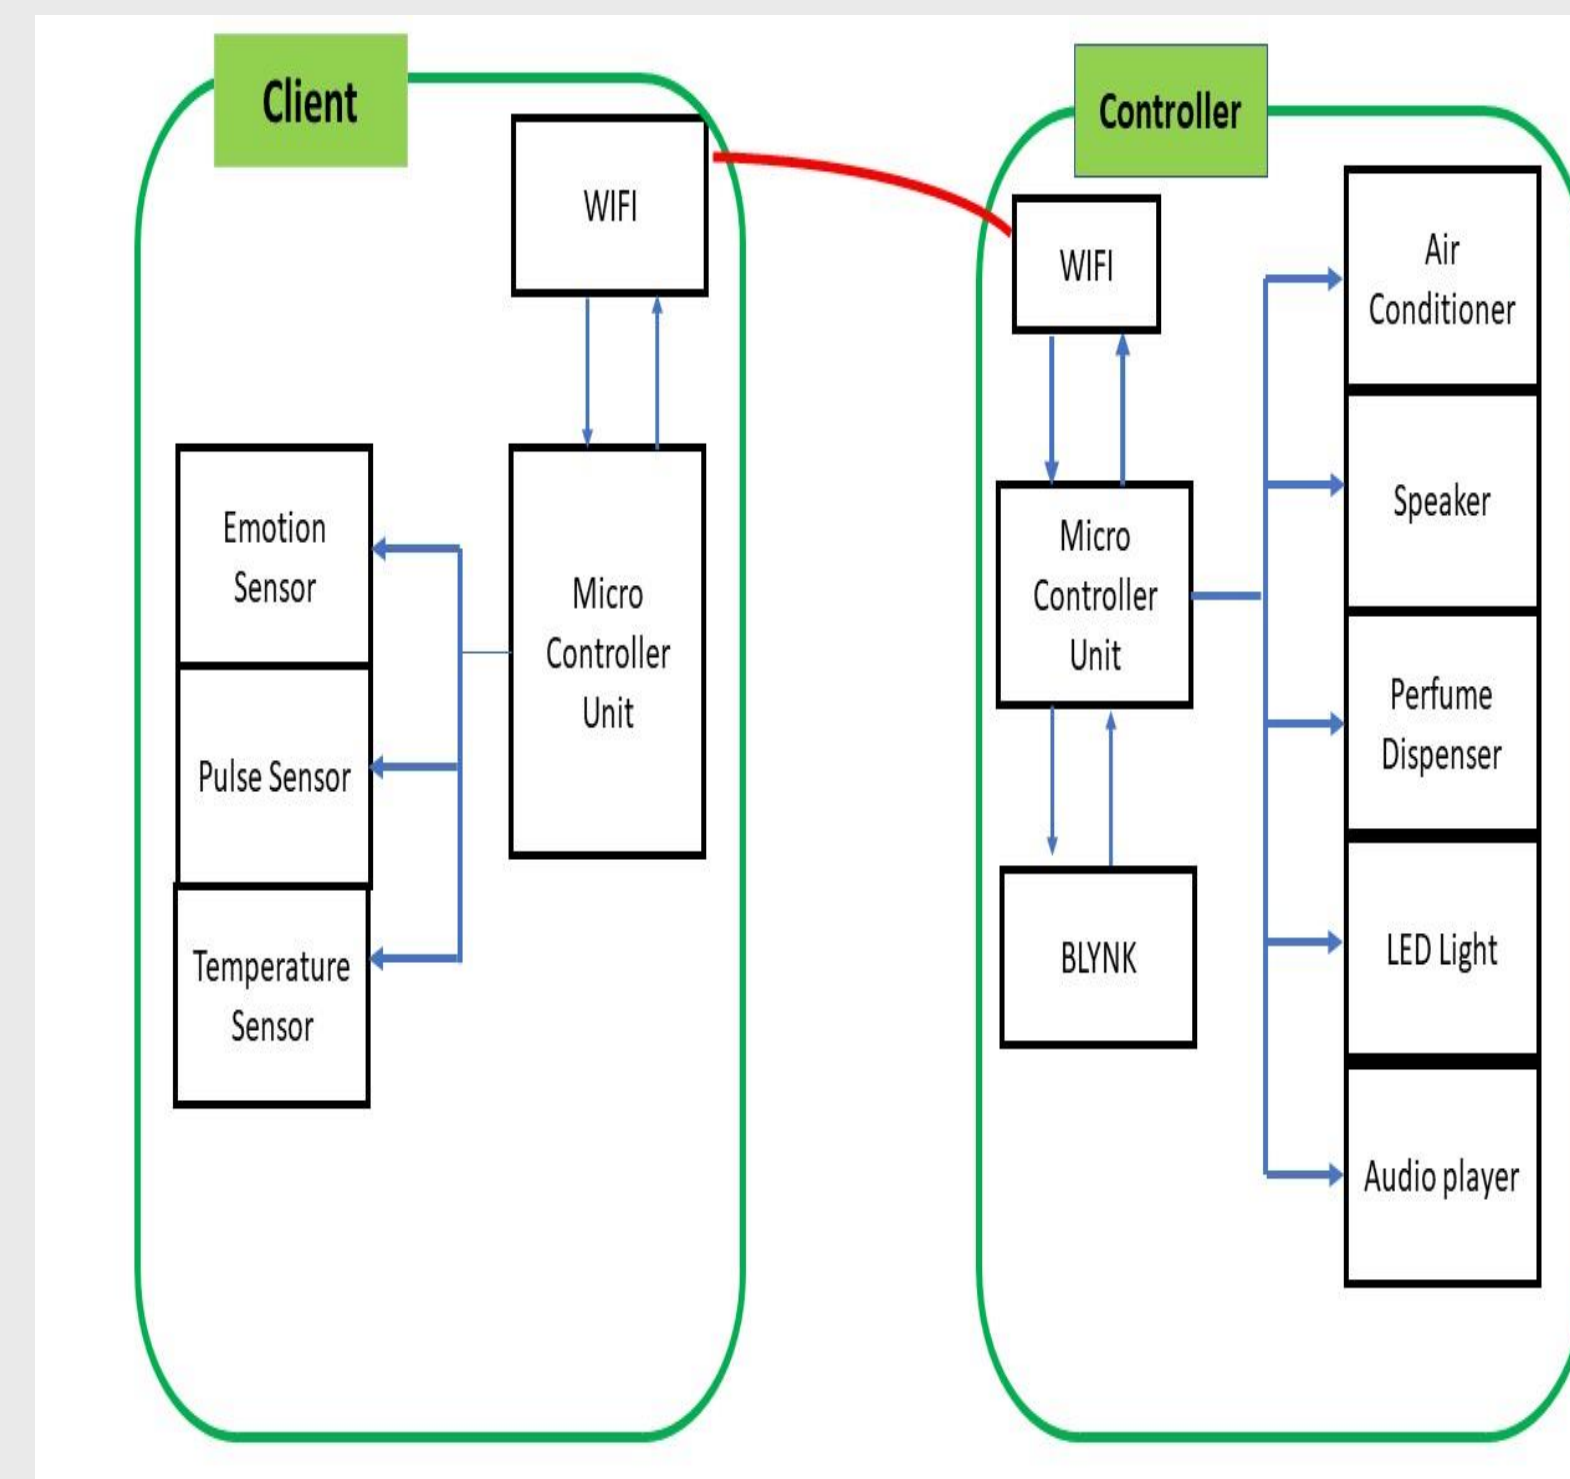 Client
WIFI
Emotion
Sensor
Pulse Sensor
Temperature
Sensor
Micro
Controller
Unit
Controller
WIFI
Micro
Controller
Unit
BLYNK
Air
Conditioner
Speaker
Perfume
Dispenser
LED Light
Audio player